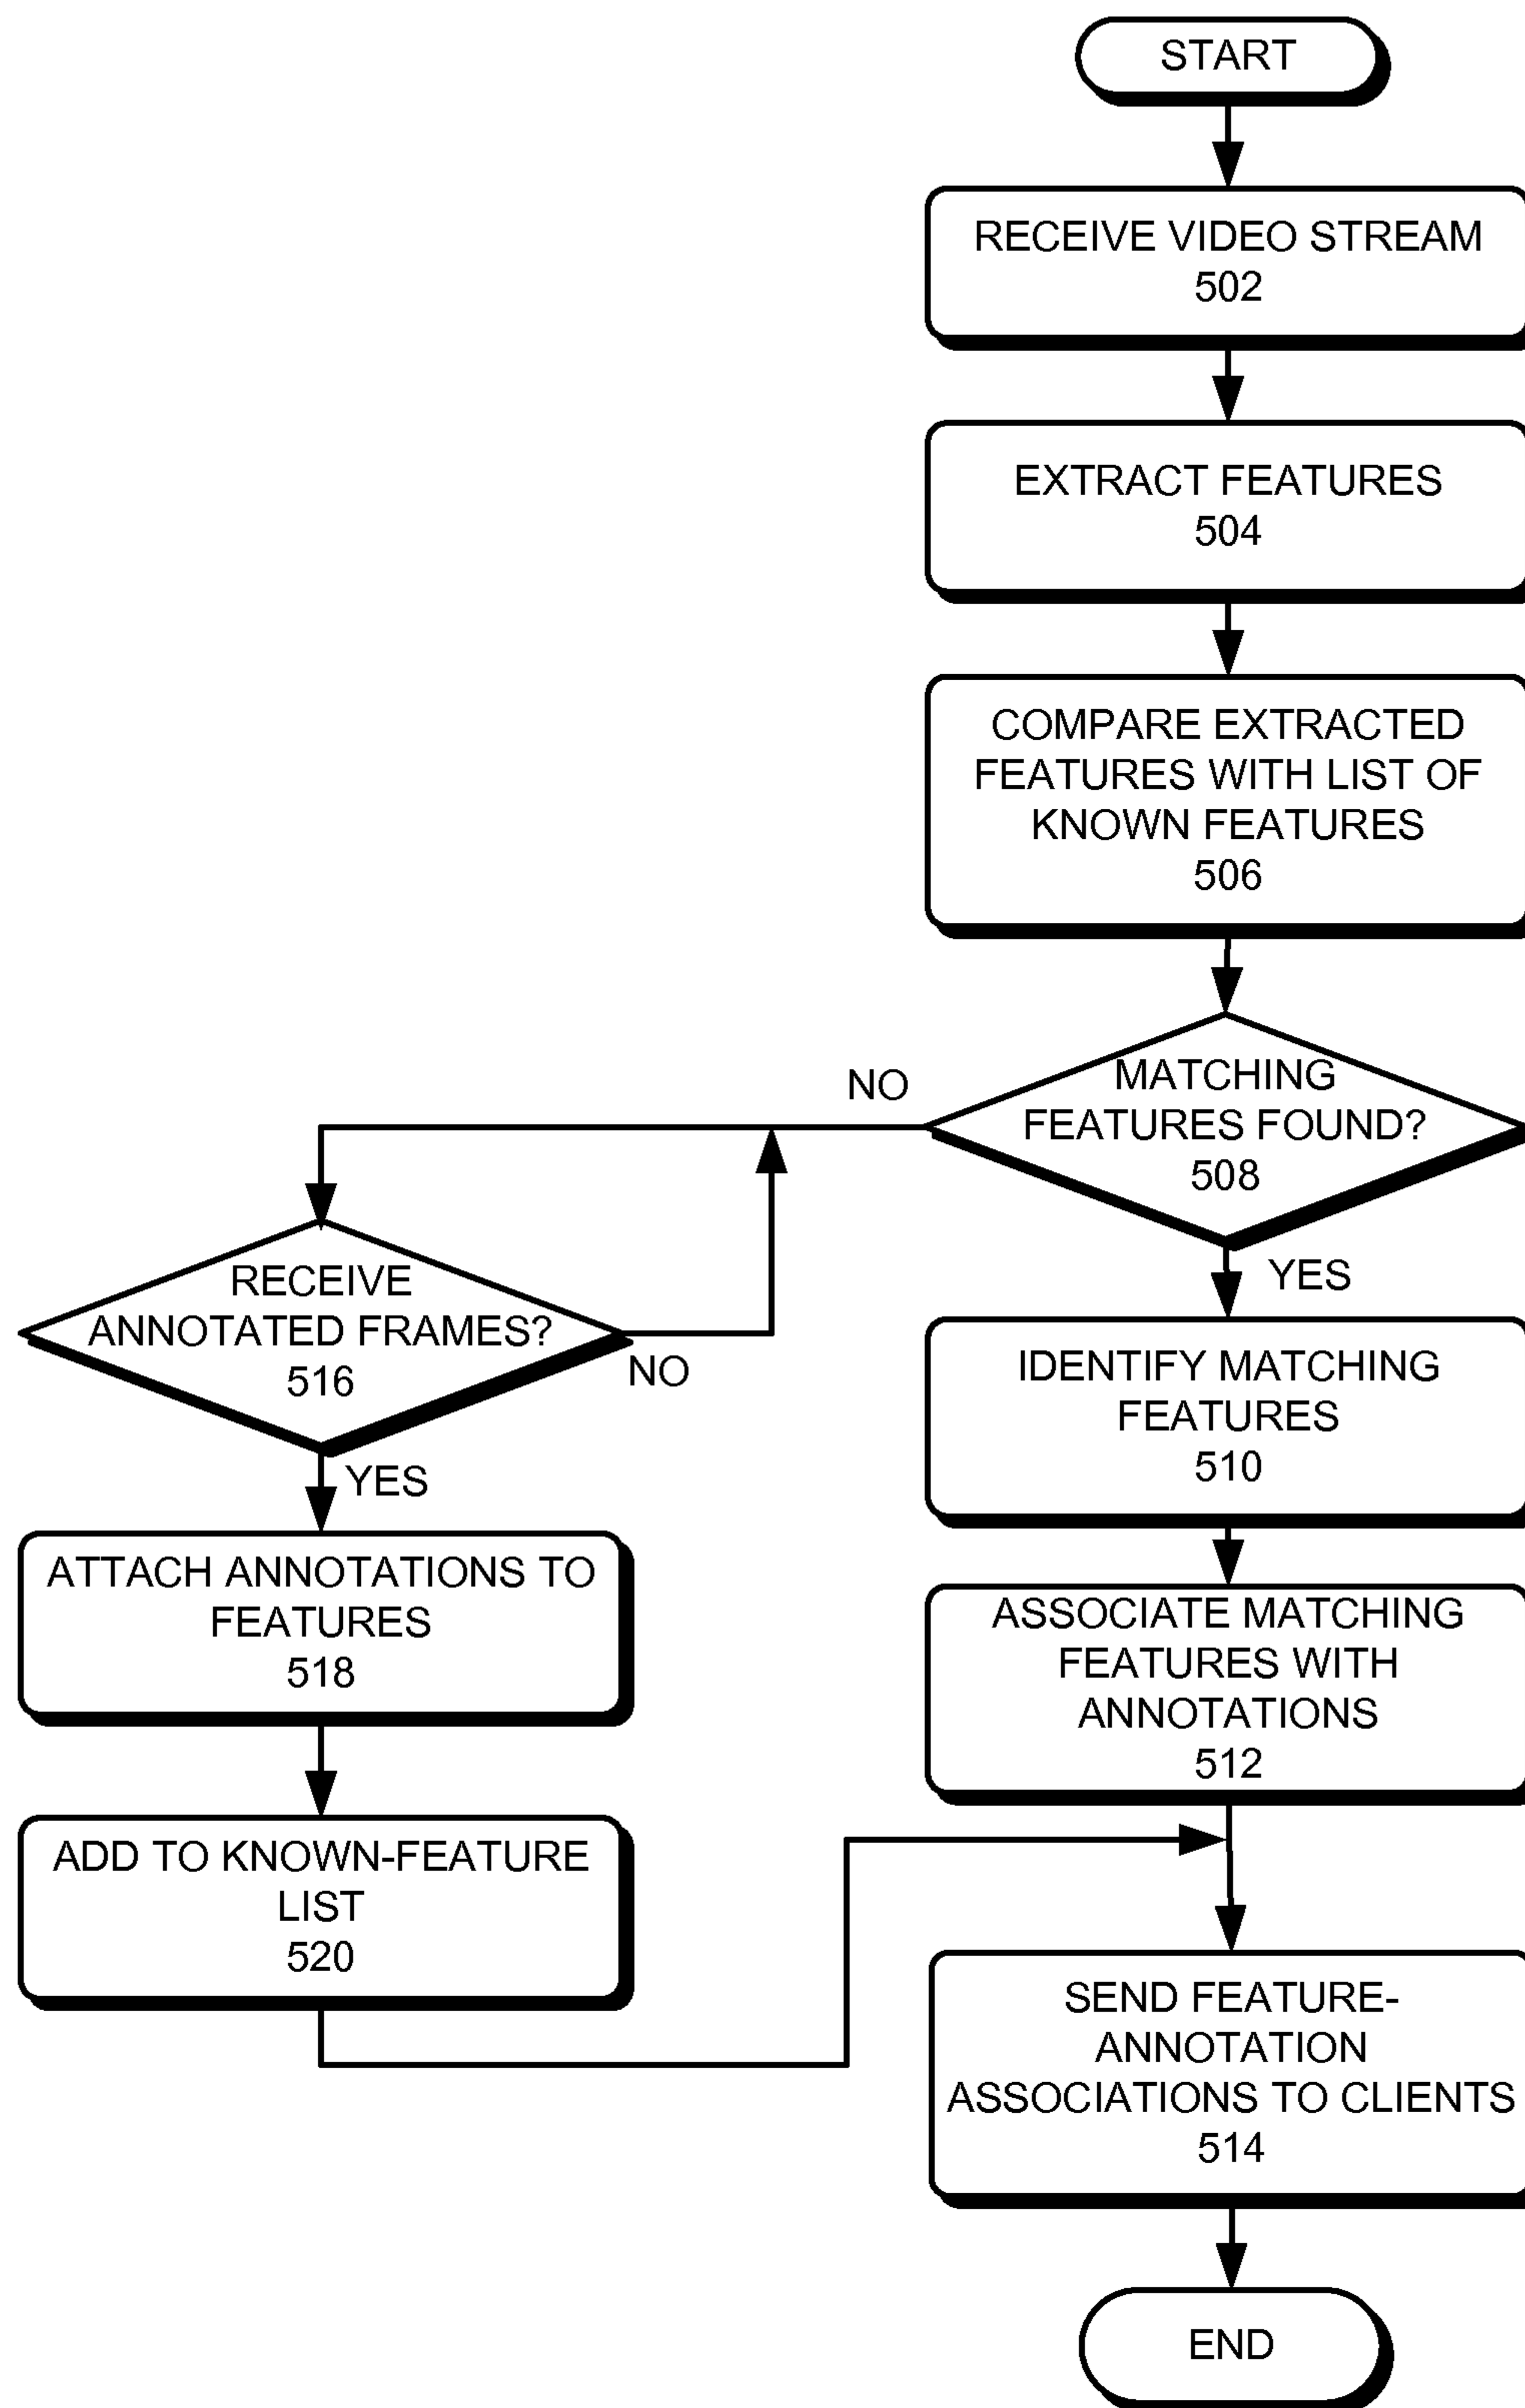 START
RECEIVE VIDEO STREAM
502
EXTRACT FEATURES
504
COMPARE EXTRACTED
FEATURES WITH LIST OF
KNOWN FEATURES
506
MATCHING
FEATURES FOUND?
508
NO
YES
RECEIVE
ANNOTATED FRAMES?
516
NO
YES
IDENTIFY MATCHING
FEATURES
510
ATTACH ANNOTATIONS TO
FEATURES
518
ASSOCIATE MATCHING
FEATURES WITH
ANNOTATIONS
512
ADD TO KNOWN-FEATURE
LIST
520
SEND FEATURE-
ANNOTATION
ASSOCIATIONS TO CLIENTS
514
END